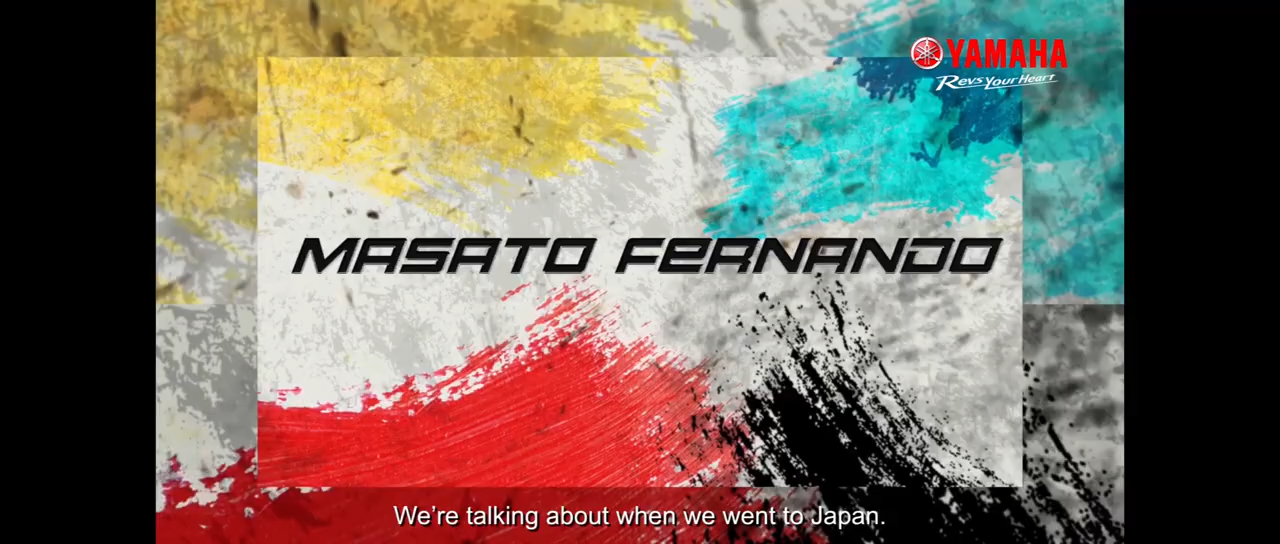 YAMAHA
Revs Your Heart
MASATO FERNANDO
We're talking about when we went to Japan.